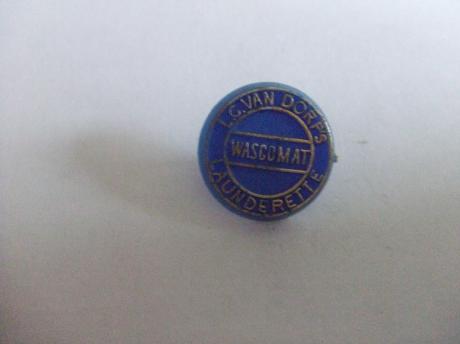 L.G. VAN DORP'S
WASCOMAT
LAUNDERETTE